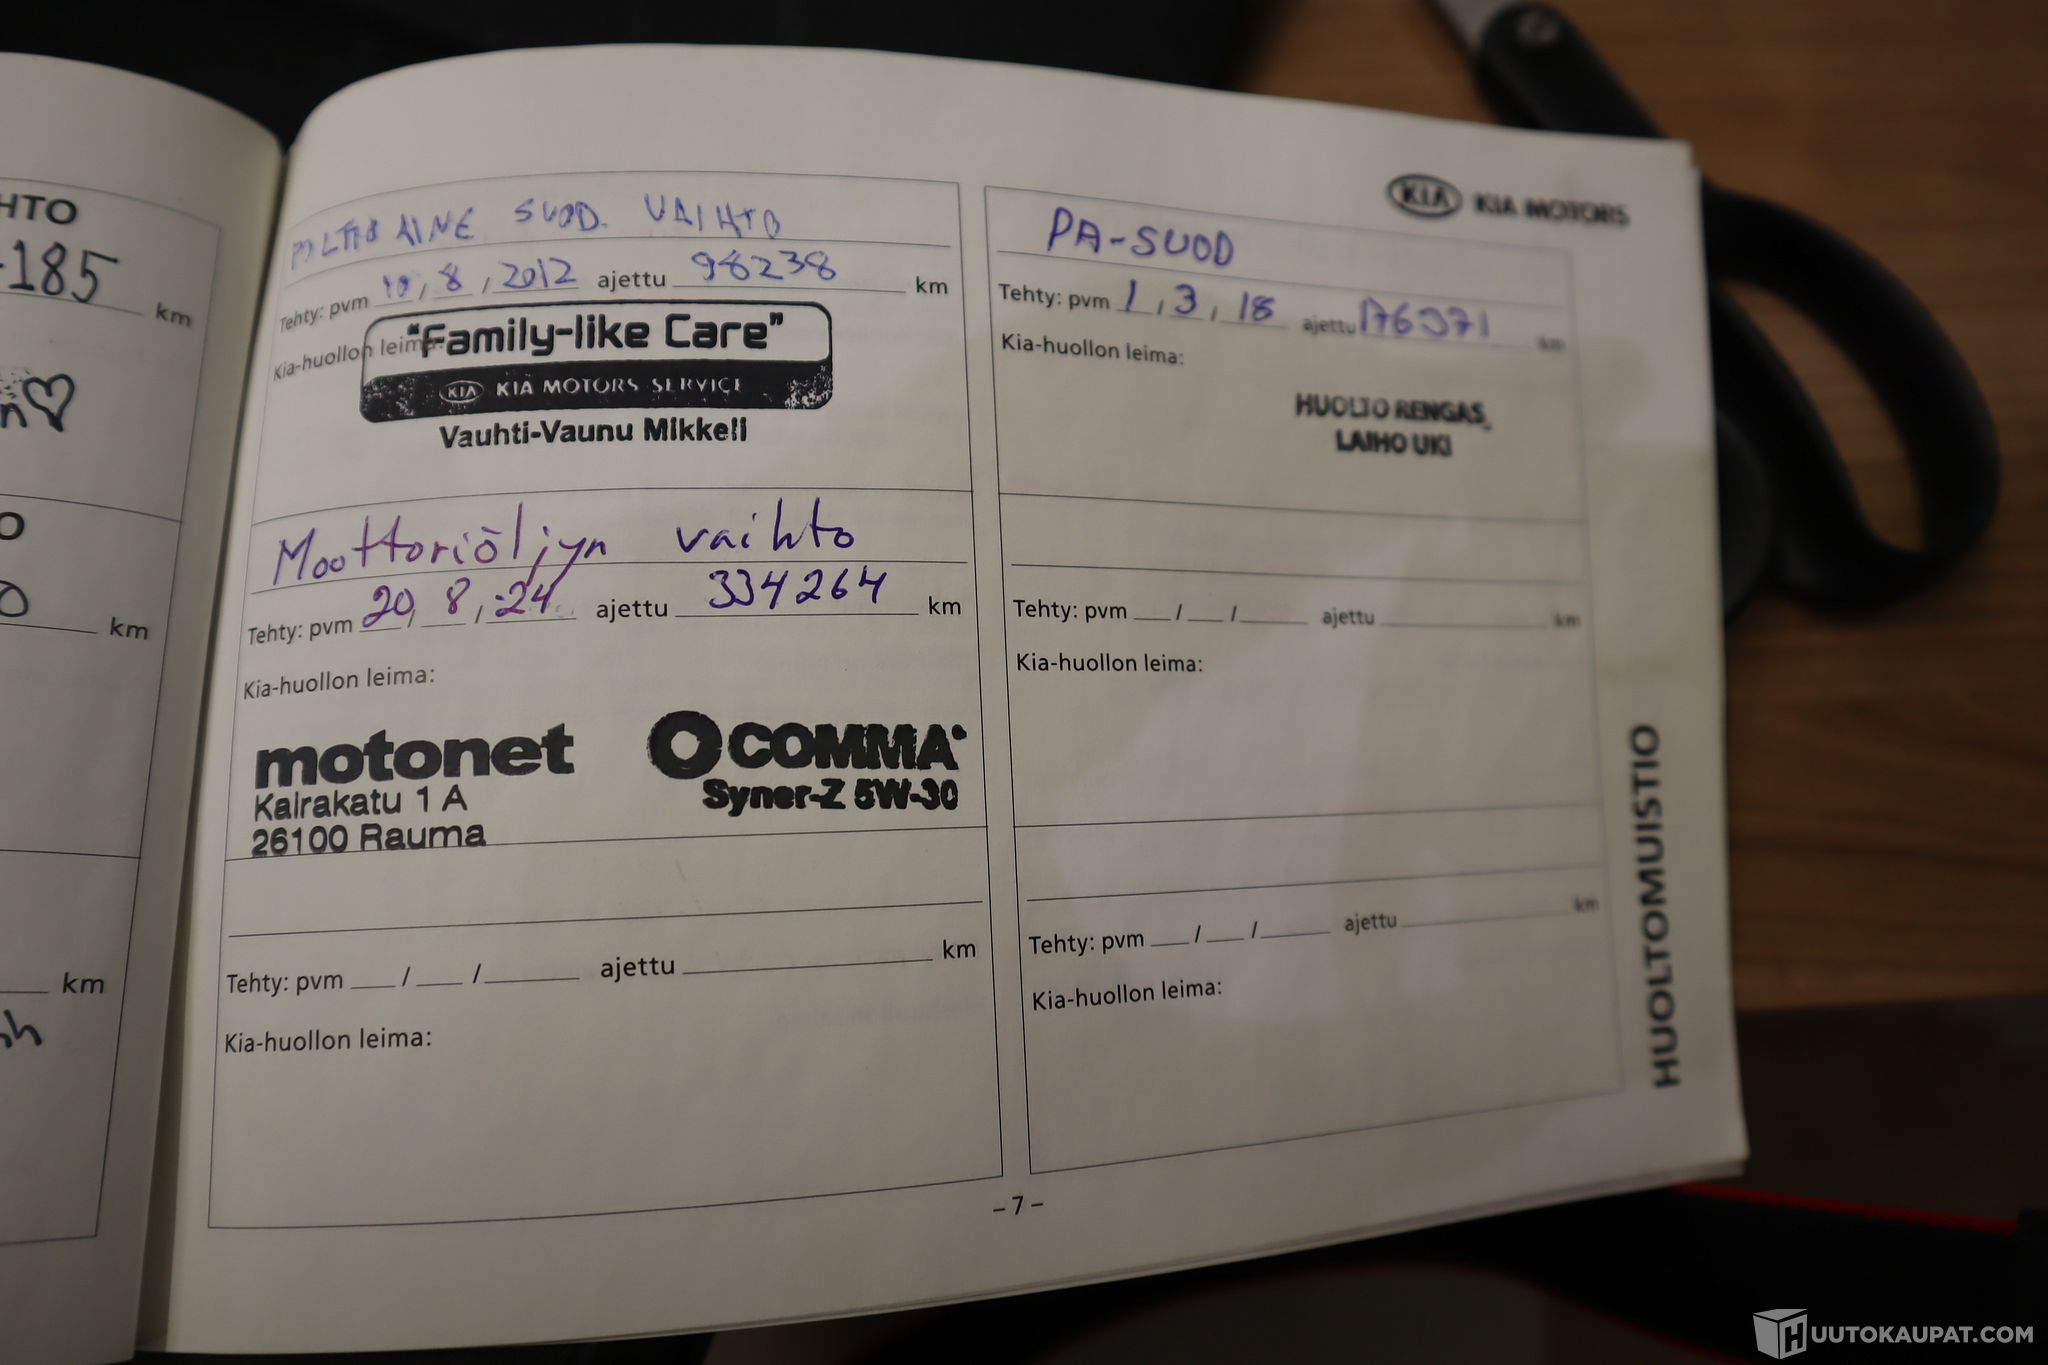 HTO
-185 km
O
km
km
POLTTOAINE SUOD. VAIHTO
Tehty: pvm 10 / 8 / 2012 ajettu 98238 km
Kia-huollon leima:
"Family-like Care"
KIA KIA MOTORS SERVICE
Vauhti-Vaunu Mikkeli
Moottoriöljyn vaihto
Tehty: pvm 20 / 8 / -24 ajettu 334264 km
Kia-huollon leima:
motonet
Kairakatu 1 A
26100 Rauma
COMMA
Syner-Z 5W-30
Tehty: pvm / / ajettu km
Kia-huollon leima:
KIA KIA MOTORS
PA-SUOD
Tehty: pvm 1 / 3 / 18 ajettu 176371 km
Kia-huollon leima:
HUOLTO RENGAS
LAIHO UKI
Tehty: pvm / / ajettu km
Kia-huollon leima:
Tehty: pvm / / ajettu km
Kia-huollon leima:
HUOLTOMUISTIO
– 7 –
HUUTOKAUPAT.COM